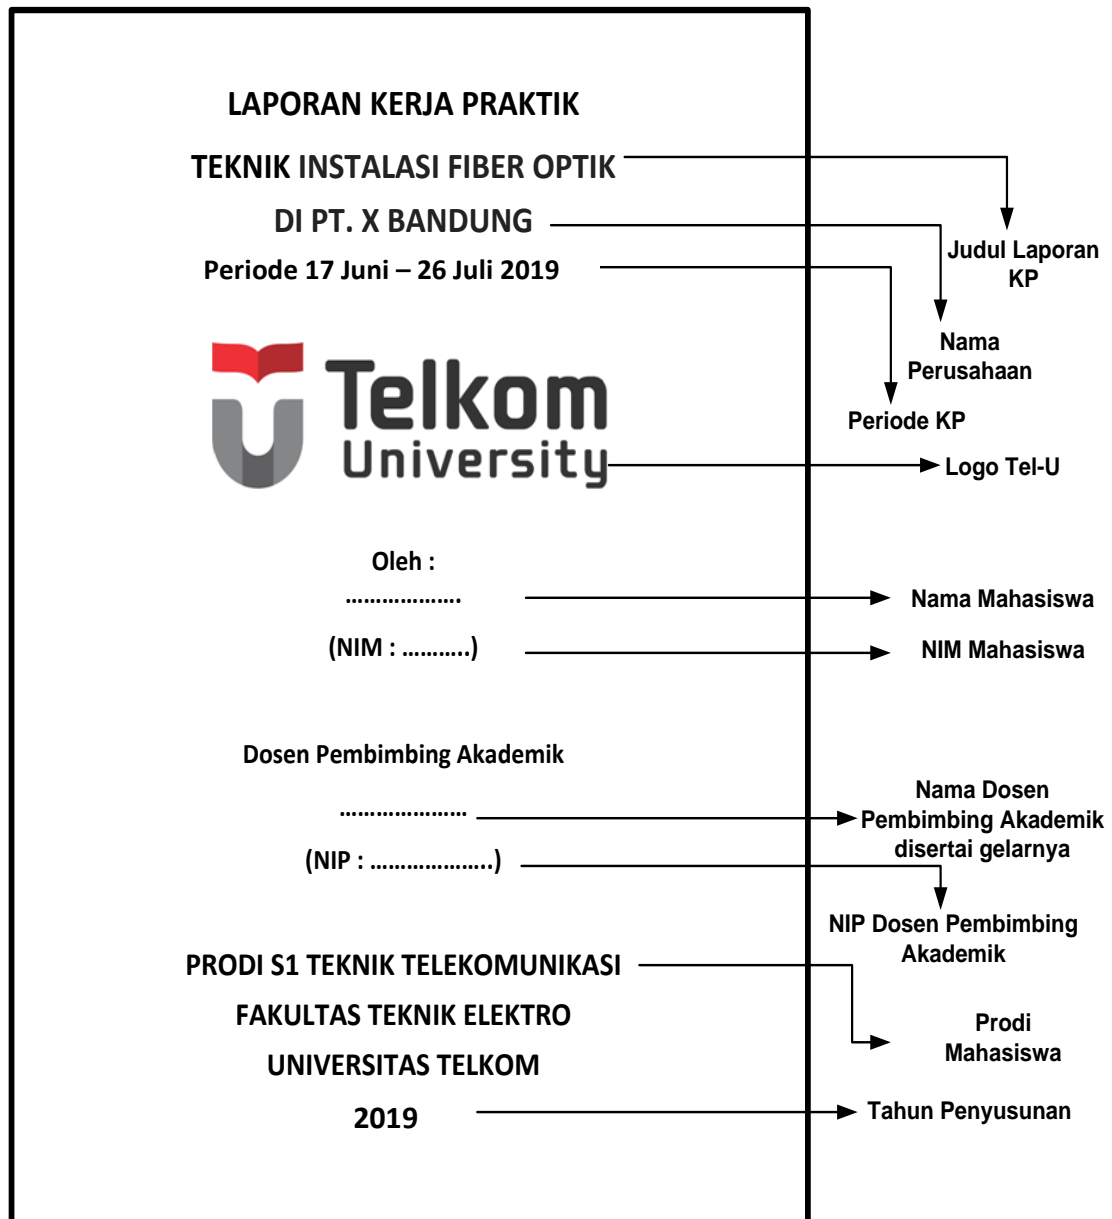 LAPORAN KERJA PRAKTIK
TEKNIK INSTALASI FIBER OPTIK
DI PT. X BANDUNG
Periode 17 Juni – 26 Juli 2019
Judul Laporan
KP
Nama
Perusahaan
Periode KP
Telkom
University
Logo Tel-U
Oleh :
……………….
Nama Mahasiswa
(NIM : ………..)
NIM Mahasiswa
Dosen Pembimbing Akademik
…………………
Nama Dosen
Pembimbing Akademik
disertai gelarnya
(NIP : ………………..)
NIP Dosen Pembimbing
Akademik
PRODI S1 TEKNIK TELEKOMUNIKASI
FAKULTAS TEKNIK ELEKTRO
UNIVERSITAS TELKOM
Prodi
Mahasiswa
2019
Tahun Penyusunan